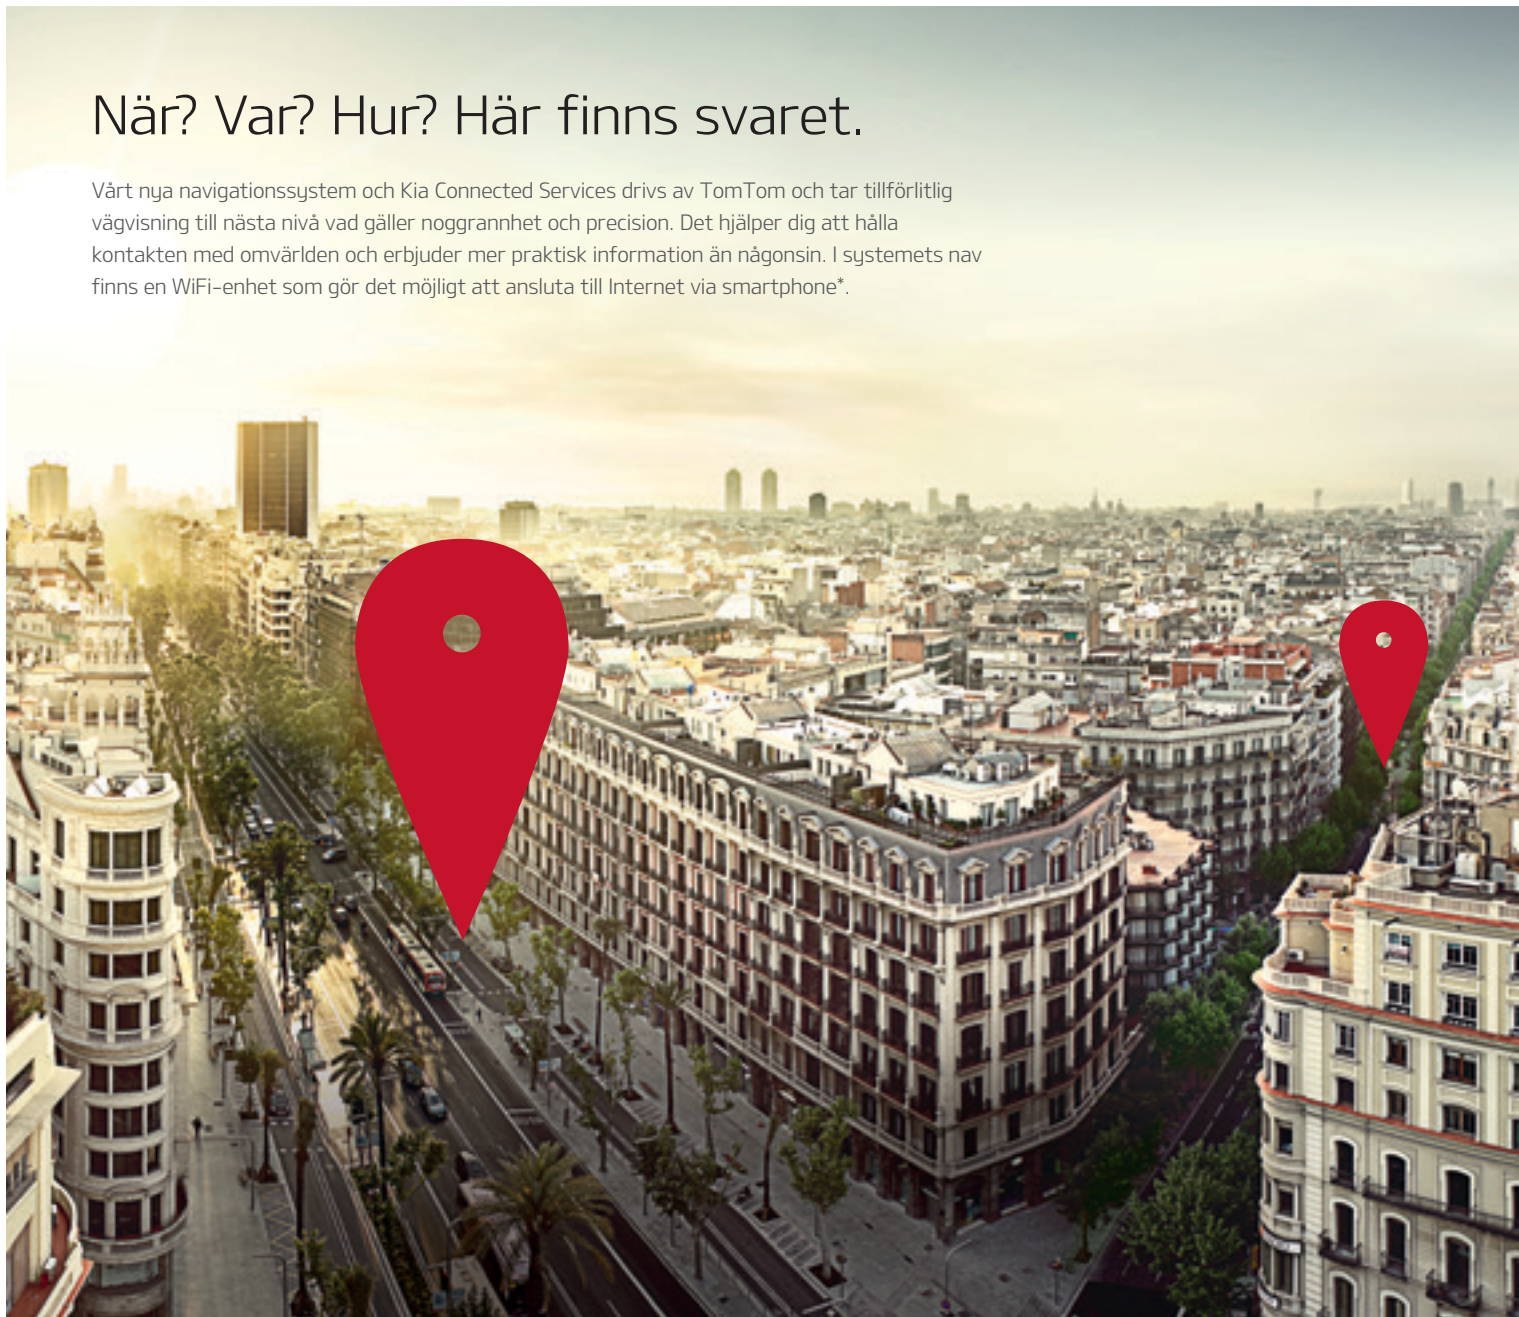 När? Var? Hur? Här finns svaret.
Vårt nya navigationssystem och Kia Connected Services drivs av TomTom och tar tillförlitlig
vägvisning till nästa nivå vad gäller noggrannhet och precision. Det hjälper dig att hålla
kontakten med omvärlden och erbjuder mer praktisk information än någonsin. I systemets nav
finns en WiFi-enhet som gör det möjligt att ansluta till Internet via smartphone*.